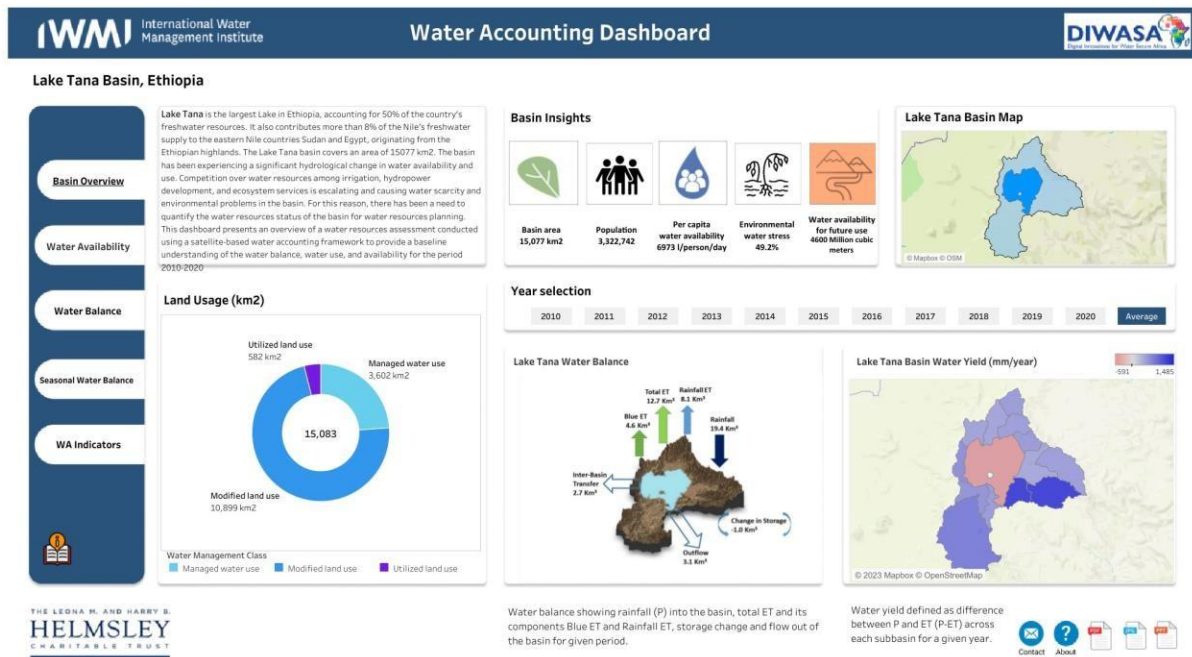 IWMI
International Water
Management Institute
Water Accounting Dashboard
DIWASA
Digital Innovations for Water Secure Africa
Lake Tana Basin, Ethiopia
Basin Overview
Water Availability
Water Balance
Seasonal Water Balance
WA Indicators
Lake Tana is the largest Lake in Ethiopia, accounting for 50% of the country's
freshwater resources. It also contributes more than 8% of the Nile's freshwater
supply to the eastern Nile countries Sudan and Egypt, originating from the
Ethiopian highlands. The Lake Tana basin covers an area of 15077 km2. The basin
has been experiencing a significant hydrological change in water availability and
use. Competition over water resources among irrigation, hydropower
development, and ecosystem services is escalating and causing water scarcity and
environmental problems in the basin. For this reason, there has been a need to
quantify the water resources status of the basin for water resources planning.
This dashboard presents an overview of a water resources assessment conducted
using a satellite-based water accounting framework to provide a baseline
understanding of the water balance, water use, and availability for the period
2010-2020
Basin Insights
Basin area
15,077 km2
Population
3,322,742
Per capita
water availability
6973 l/person/day
Environmental
water stress
49.2%
Water availability
for future use
4600 Million cubic
meters
Lake Tana Basin Map
© Mapbox © OSM
Land Usage (km2)
Utilized land use
582 km2
Managed water use
3,602 km2
15,083
Modified land use
10,899 km2
Water Management Class
Managed water use
Modified land use
Utilized land use
Year selection
2010 2011 2012 2013 2014 2015 2016 2017 2018 2019 2020 Average
Lake Tana Water Balance
Total ET
12.7 Km³
Rainfall ET
8.1 Km³
Blue ET
4.6 Km³
Rainfall
19.4 Km³
Inter-Basin
Transfer
2.7 Km³
Change in Storage
-1.0 Km³
Outflow
3.1 Km³
Lake Tana Basin Water Yield (mm/year)
-591 1,485
© 2023 Mapbox © OpenStreetMap
THE LEONA M. AND HARRY B.
HELMSLEY
CHARITABLE TRUST
Water balance showing rainfall (P) into the basin, total ET and its
components Blue ET and Rainfall ET, storage change and flow out of
the basin for given period.
Water yield defined as difference
between P and ET (P-ET) across
each subbasin for a given year.
Contact
About
PDF